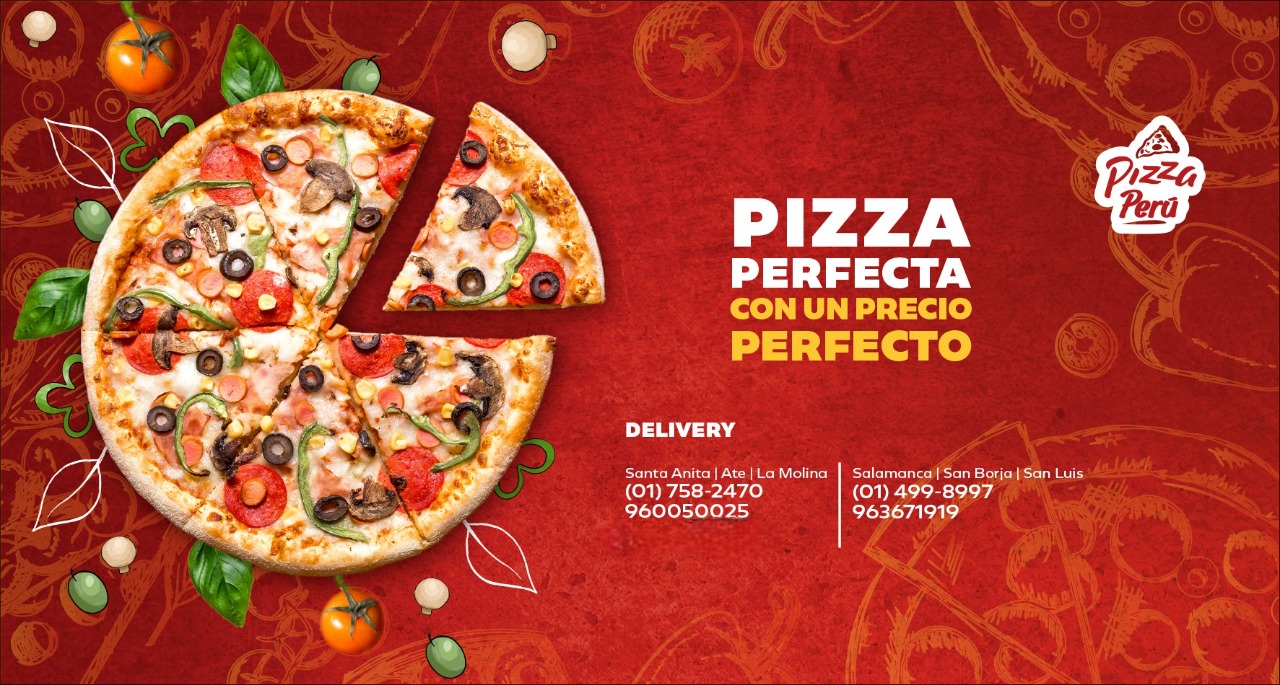 Pizza
Perú
PIZZA
PERFECTA
CON UN PRECIO
PERFECTO
DELIVERY
Santa Anita | Ate | La Molina
(01) 758-2470
960050025
Salamanca | San Borja | San Luis
(01) 499-8997
963671919